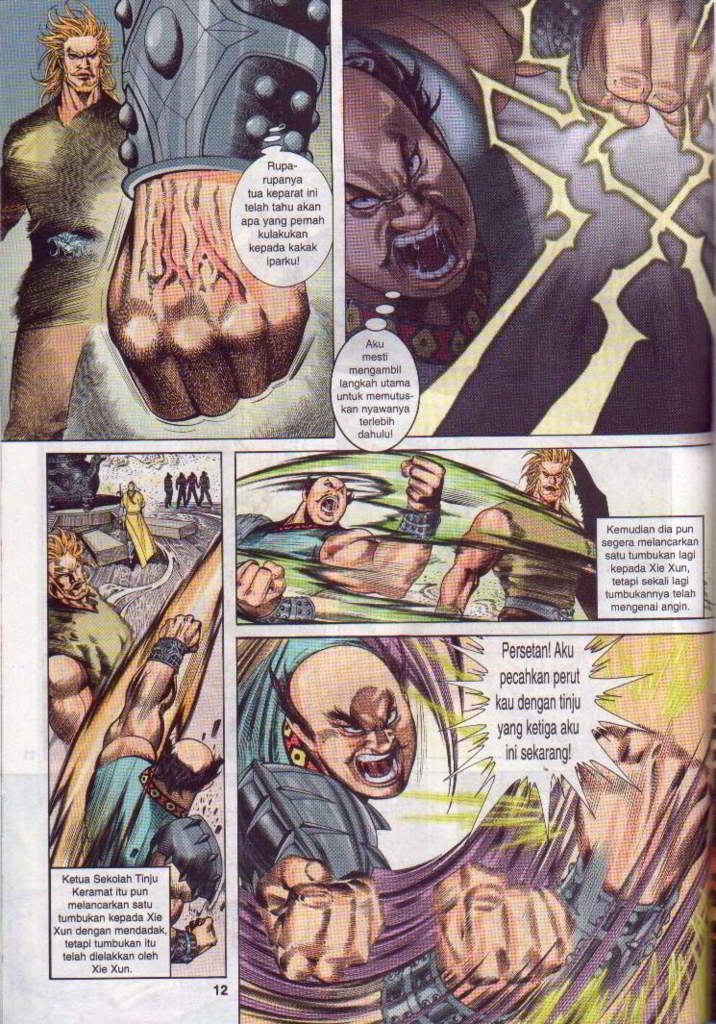 Rupa-
rupanya
tua keparat ini
telah tahu akan
apa yang pernah
kulakukan
kepada kakak
iparku!
Aku
mesti
mengambil
langkah utama
untuk memutus-
kan nyawanya
terlebih
dahulu!
Ketua Sekolah Tinju
Keramat itu pun
melancarkan satu
tumbukan kepada Xie
Xun dengan mendadak,
tetapi tumbukan itu
telah dielakkan oleh
Xie Xun.
Kemudian dia pun
segera melancarkan
satu tumbukan lagi
kepada Xie Xun,
tetapi sekali lagi
tumbukannya telah
mengenai angin.
Persetan! Aku
pecahkan perut
kau dengan tinju
yang ketiga aku
ini sekarang!
12